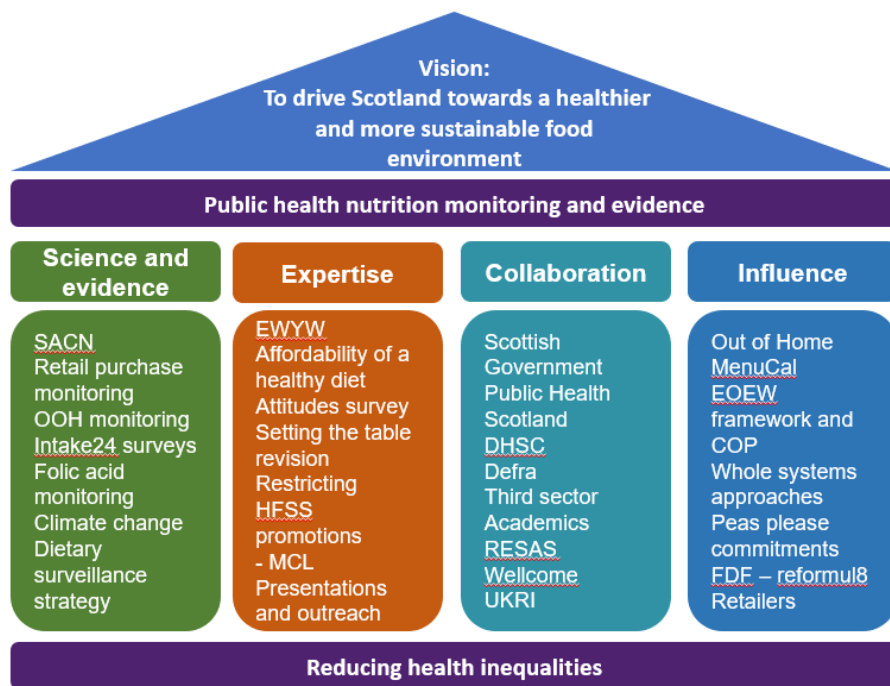 Vision:
To drive Scotland towards a healthier
and more sustainable food
environment
Public health nutrition monitoring and evidence
Science and
evidence
SACN
Retail purchase
monitoring
OOH monitoring
Intake24 surveys
Folic acid
monitoring
Climate change
Dietary
surveillance
strategy
Expertise
EWYW
Affordability of a
healthy diet
Attitudes survey
Setting the table
revision
Restricting
HFSS
promotions
- MCL
Presentations
and outreach
Collaboration
Scottish
Government
Public Health
Scotland
DHSC
Defra
Third sector
Academics
RESAS
Wellcome
UKRI
Influence
Out of Home
MenuCal
EOEW
framework and
COP
Whole systems
approaches
Peas please
commitments
FDF – reformul8
Retailers
Reducing health inequalities